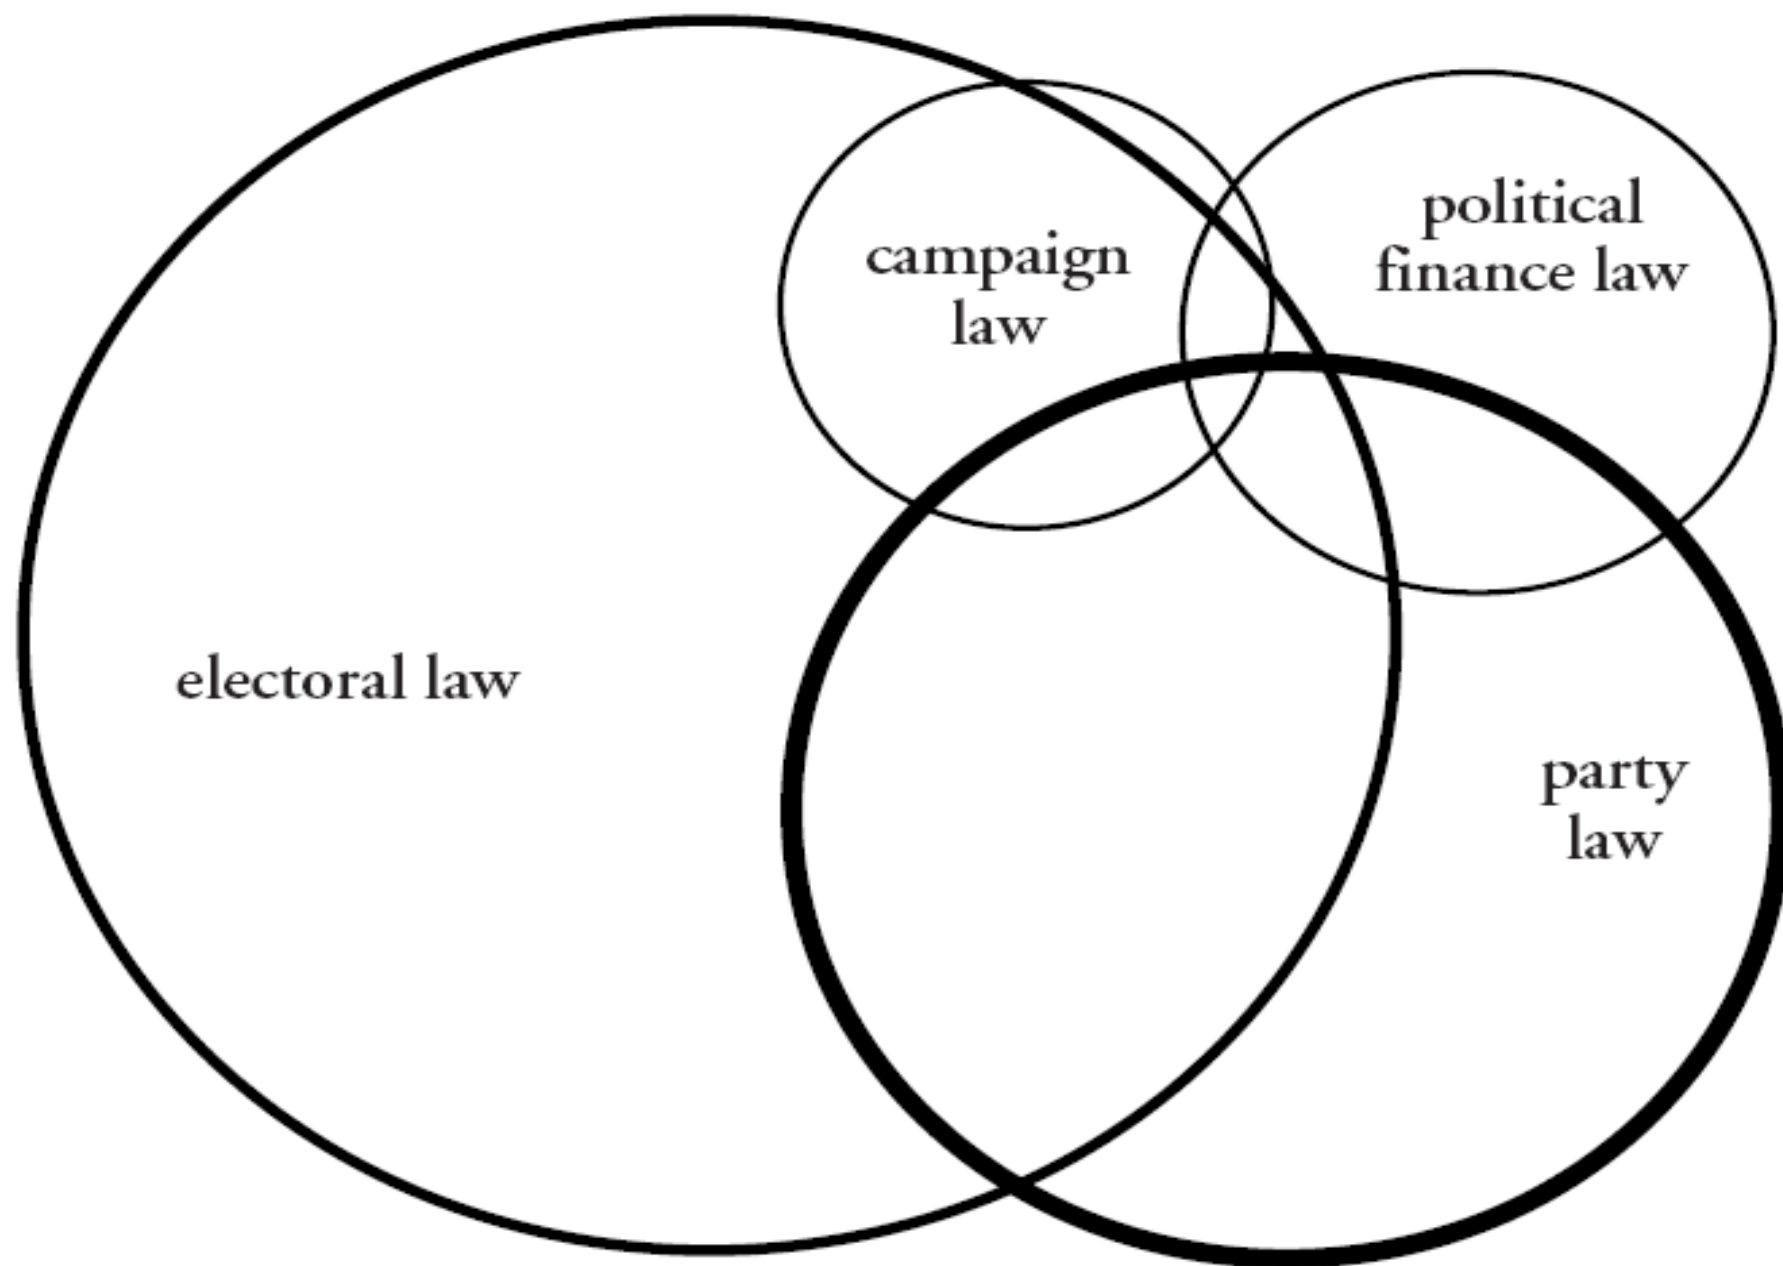 political
finance law
campaign
law
electoral law
party
law